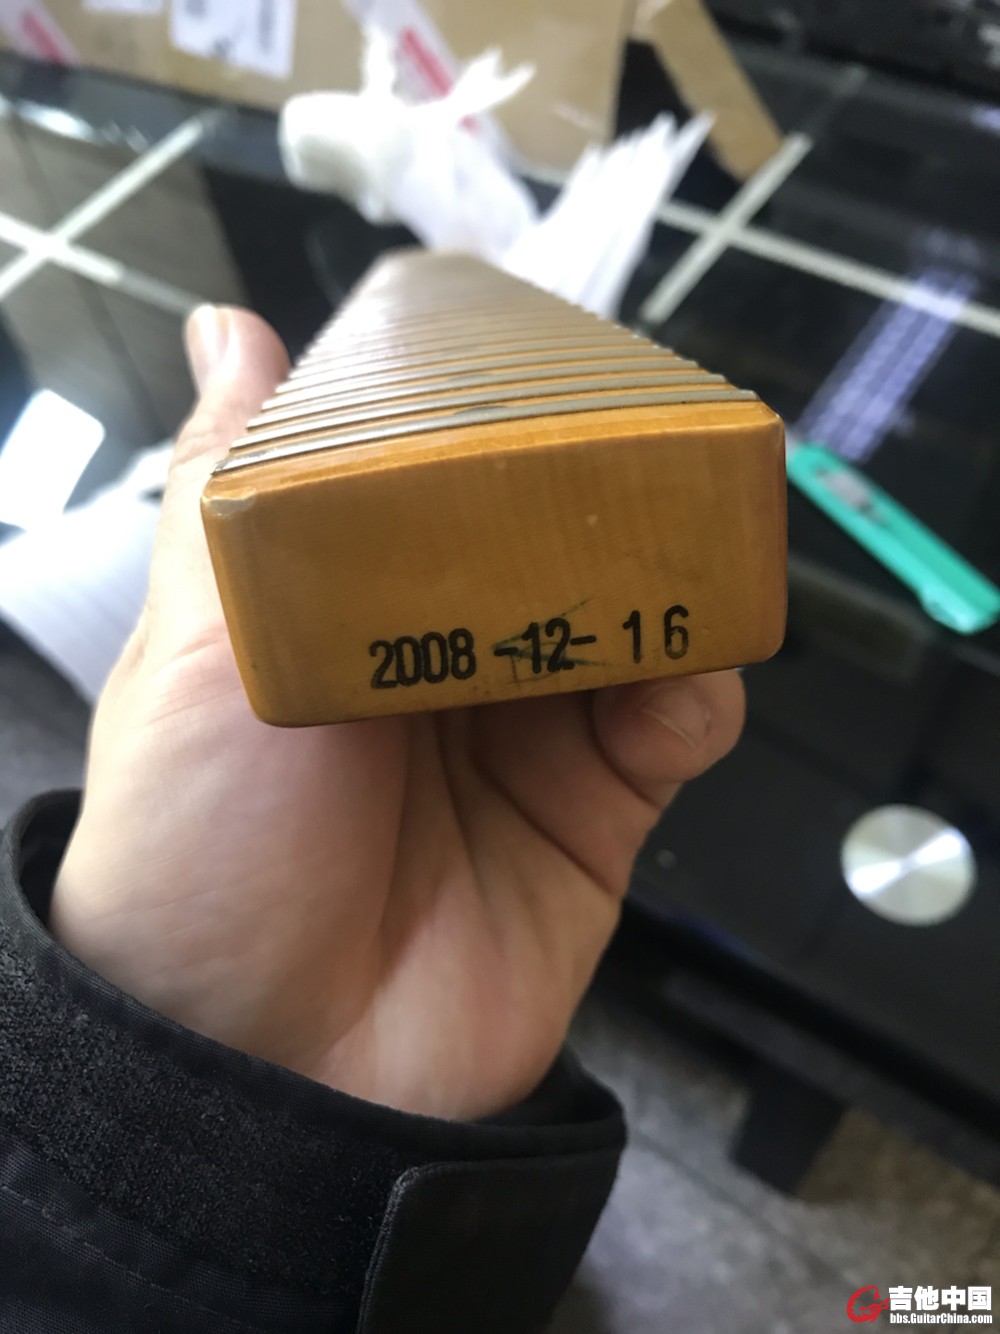 2008 -12- 16
吉他中国
bbs.GuitarChina.com